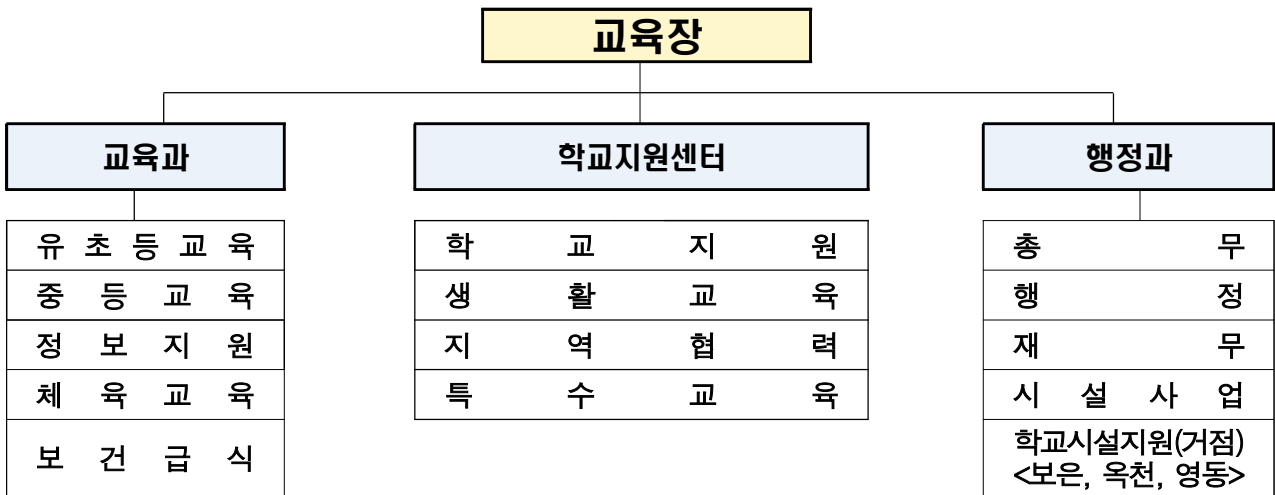 교육장
교육과
학교지원센터
행정과
유초등교육
중등교육
정보지원
체육교육
보건급식
학교지원
생활교육
지역협력
특수교육
총무
행정
재무
시설사업
학교시설지원(거점)
<보은, 옥천, 영동>